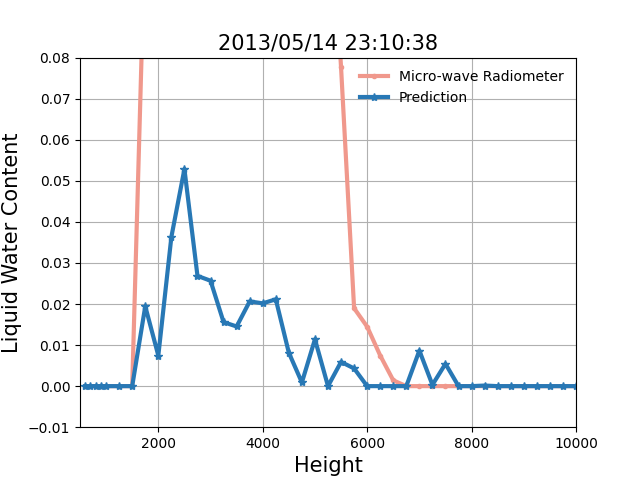 2013/05/14 23:10:38
Micro-wave Radiometer
Prediction
Liquid Water Content
0.08
0.07
0.06
0.05
0.04
0.03
0.02
0.01
0.00
−0.01
2000 4000 6000 8000 10000
Height